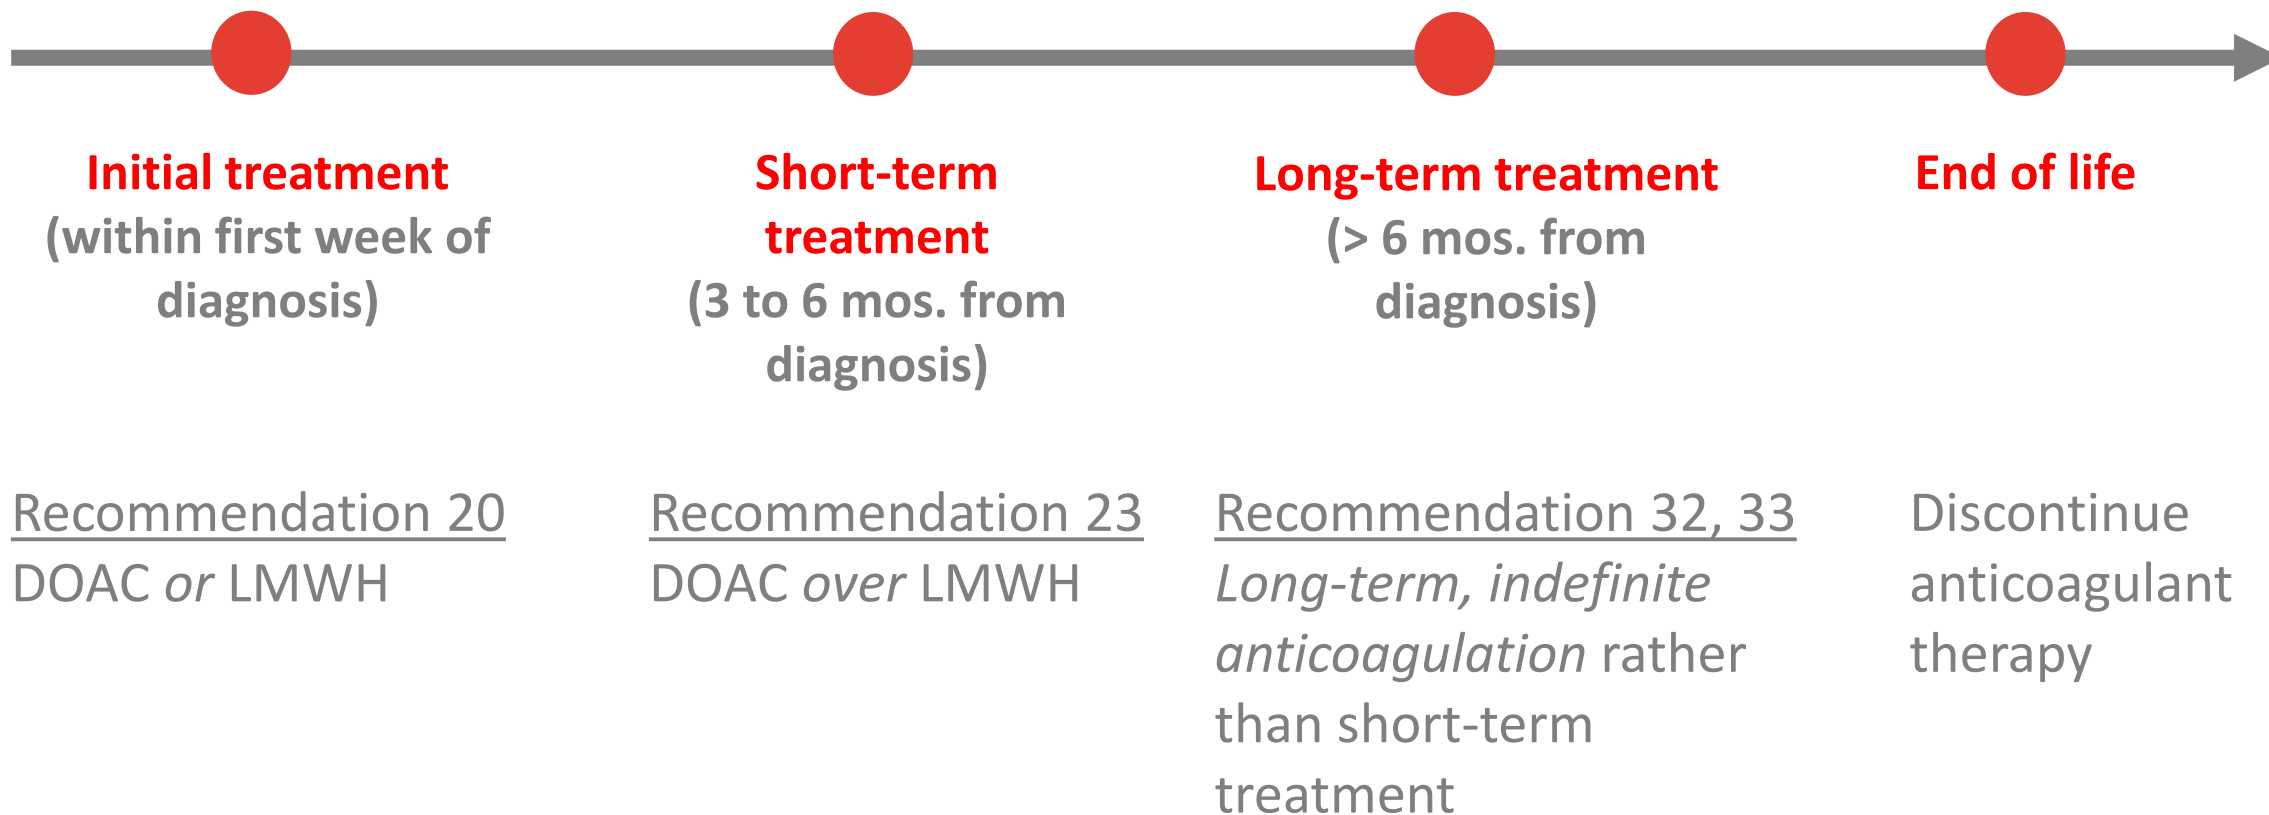 Initial treatment
(within first week of
diagnosis)
Short-term
treatment
(3 to 6 mos. from
diagnosis)
Long-term treatment
(> 6 mos. from
diagnosis)
End of life
Recommendation 20
DOAC or LMWH
Recommendation 23
DOAC over LMWH
Recommendation 32, 33
Long-term, indefinite
anticoagulation rather
than short-term
treatment
Discontinue
anticoagulant
therapy